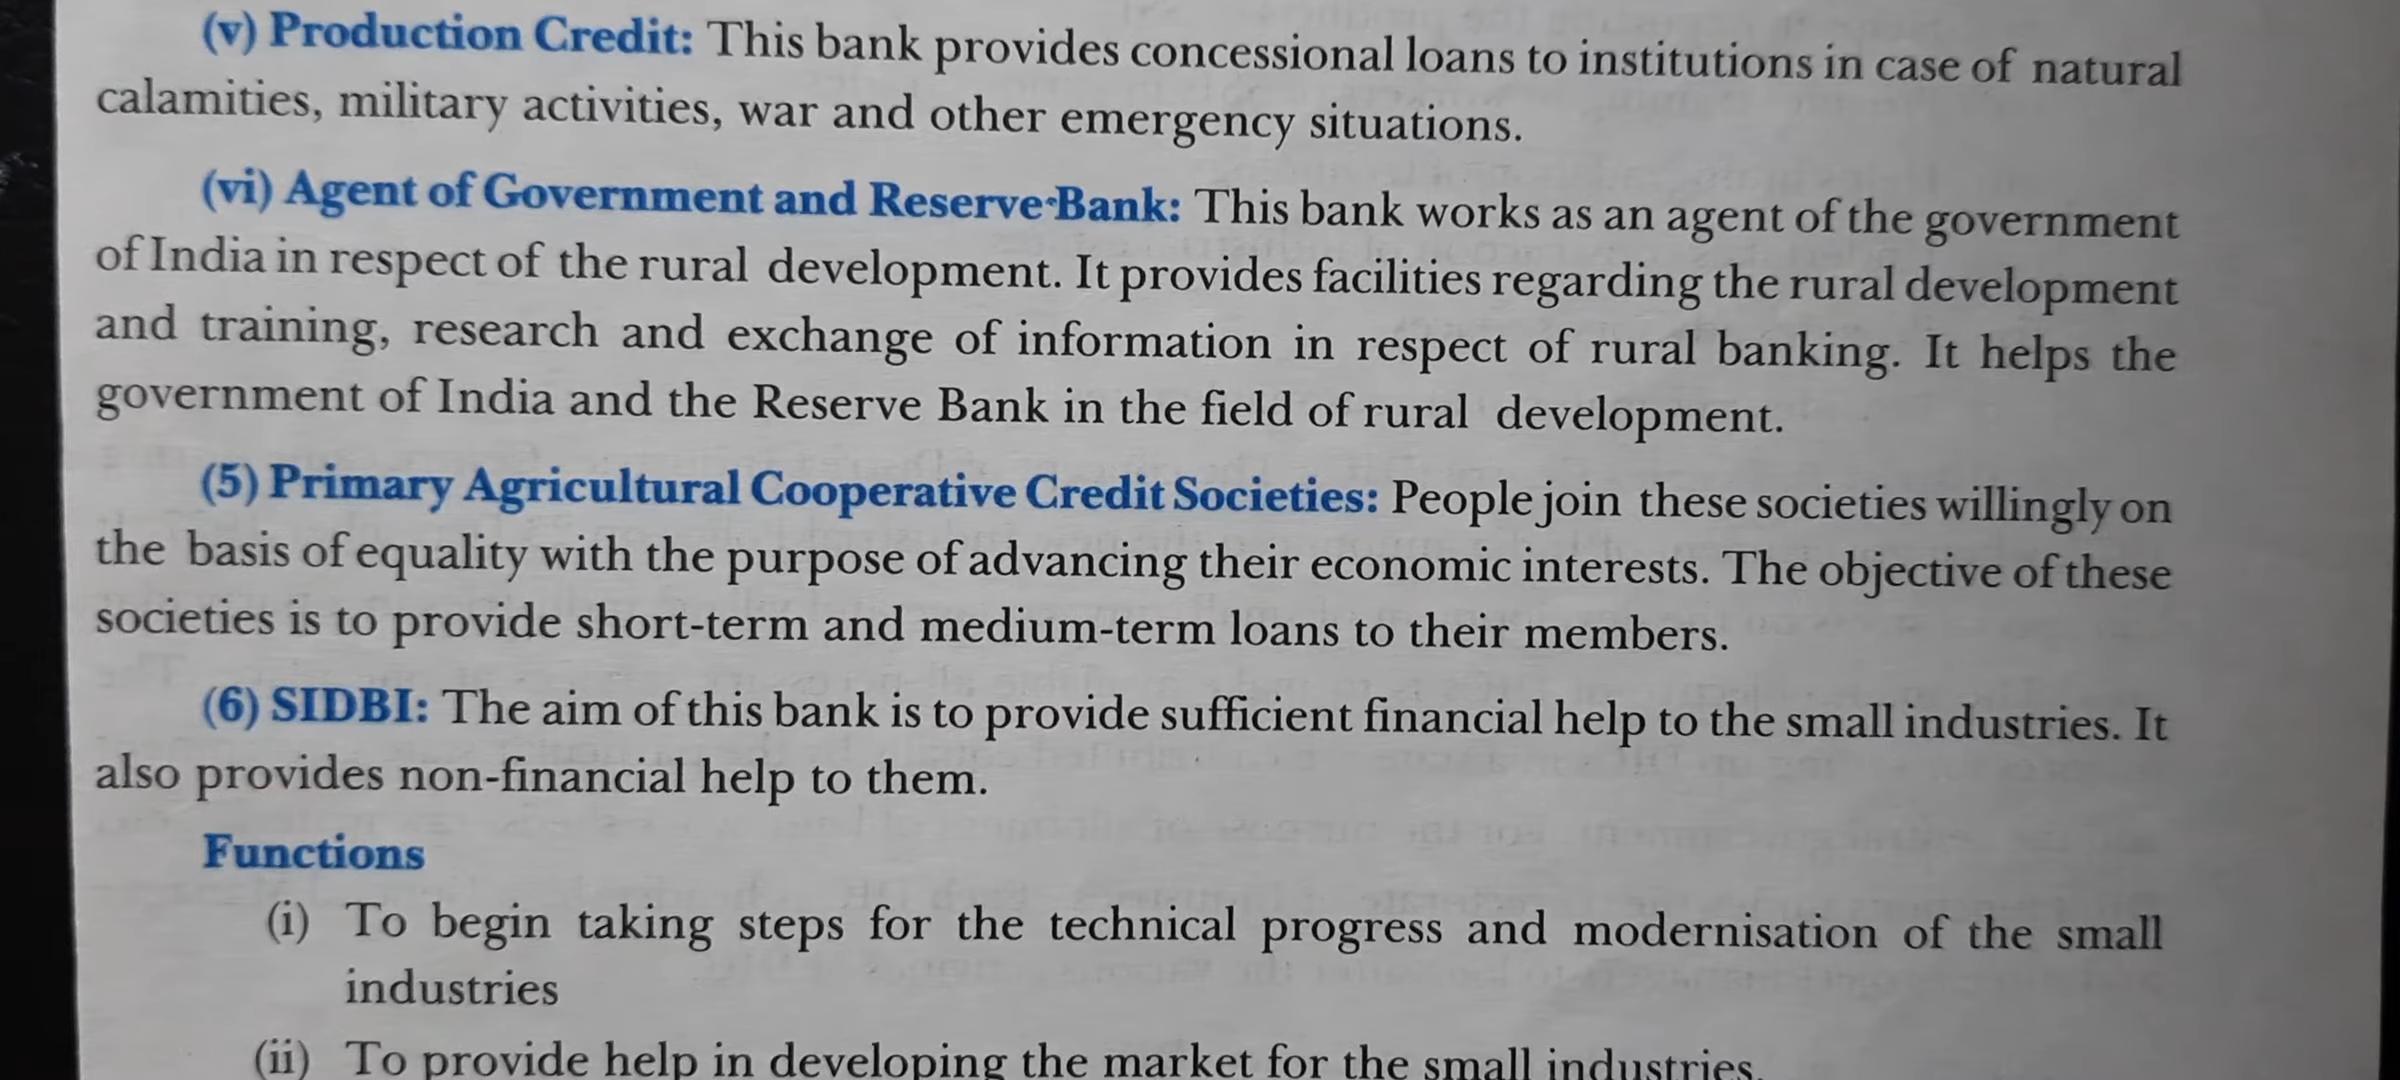 (v) Production Credit: This bank provides concessional loans to institutions in case of natural
calamities, military activities, war and other emergency situations.
(vi) Agent of Government and Reserve Bank: This bank works as an agent of the government
of India in respect of the rural development. It provides facilities regarding the rural development
and training, research and exchange of information in respect of rural banking. It helps the
government of India and the Reserve Bank in the field of rural development.
(5) Primary Agricultural Cooperative Credit Societies: People join these societies willingly on
the basis of equality with the purpose of advancing their economic interests. The objective of these
societies is to provide short-term and medium-term loans to their members.
(6) SIDBI: The aim of this bank is to provide sufficient financial help to the small industries. It
also provides non-financial help to them.
Functions
(i) To begin taking steps for the technical progress and modernisation of the small
industries
(ii) To provide help in developing the market for the small industries.